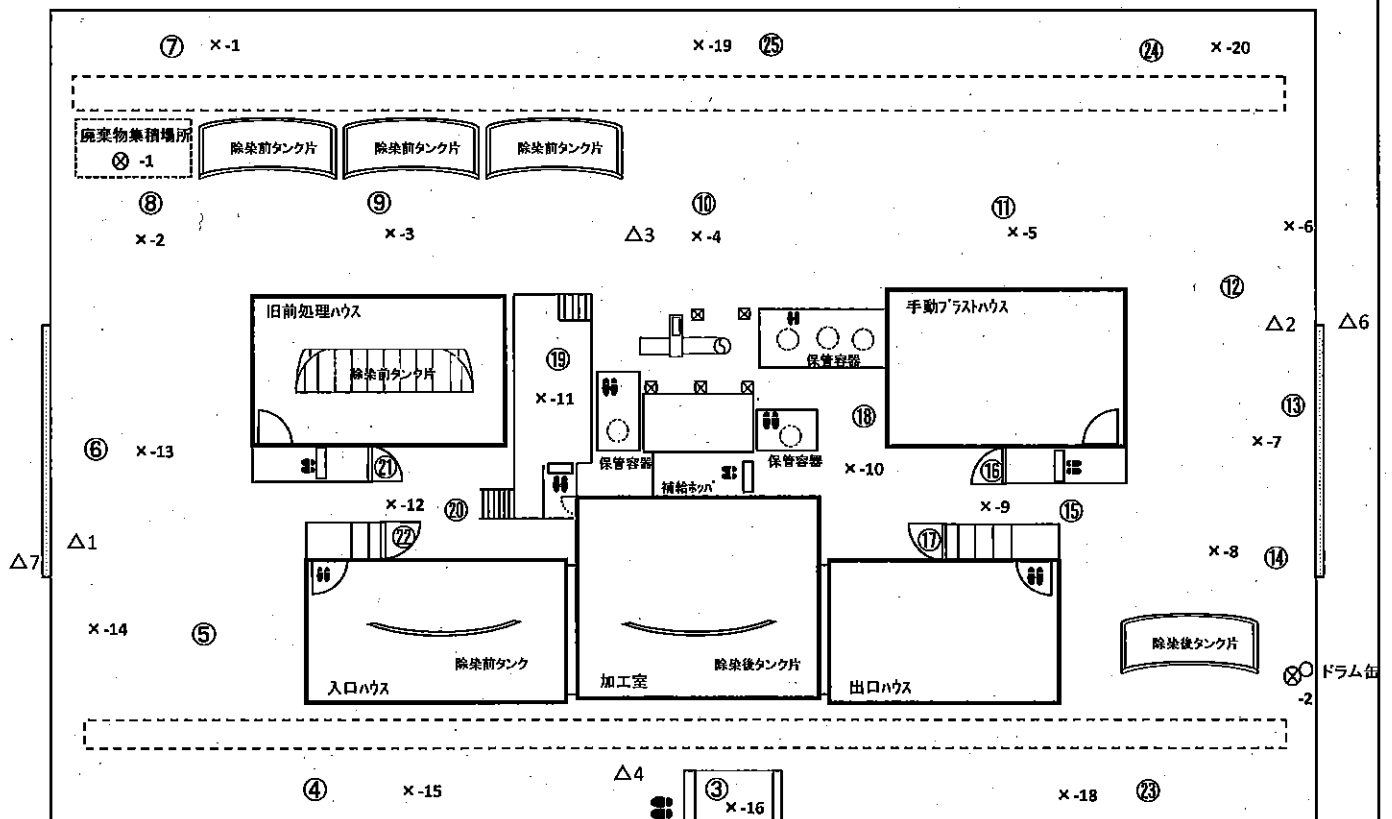 ⑦ ×-1 ×-19 ㉕ ㉔ ×-20
廃棄物集積場所
⊗ -1
除染前タンク片 除染前タンク片 除染前タンク片
⑧ ⑨ ⑩ ⑪
×-2 ×-3 △3 ×-4 ×-5 ×-6
⑫
旧前処理ハウス 手動ブラストハウス
△2 △6
⑲ 保管容器
除染前タンク片
×-11 ⑱ ⑬
⑥ ×-13 ×-7
保管容器 保管容器 ×-10
㉑ ⑯
補給ホッパ
×-12 ⑳ ×-9 ⑮
△7 △1 ㉒ ⑰ ×-8 ⑭
×-14 ⑤
除染前タンク 除染後タンク片 除染後タンク片
入口ハウス 加工室 出口ハウス
ドラム缶
⊗ -2
④ ×-15 △4 ③ ×-16 ×-18 ㉓